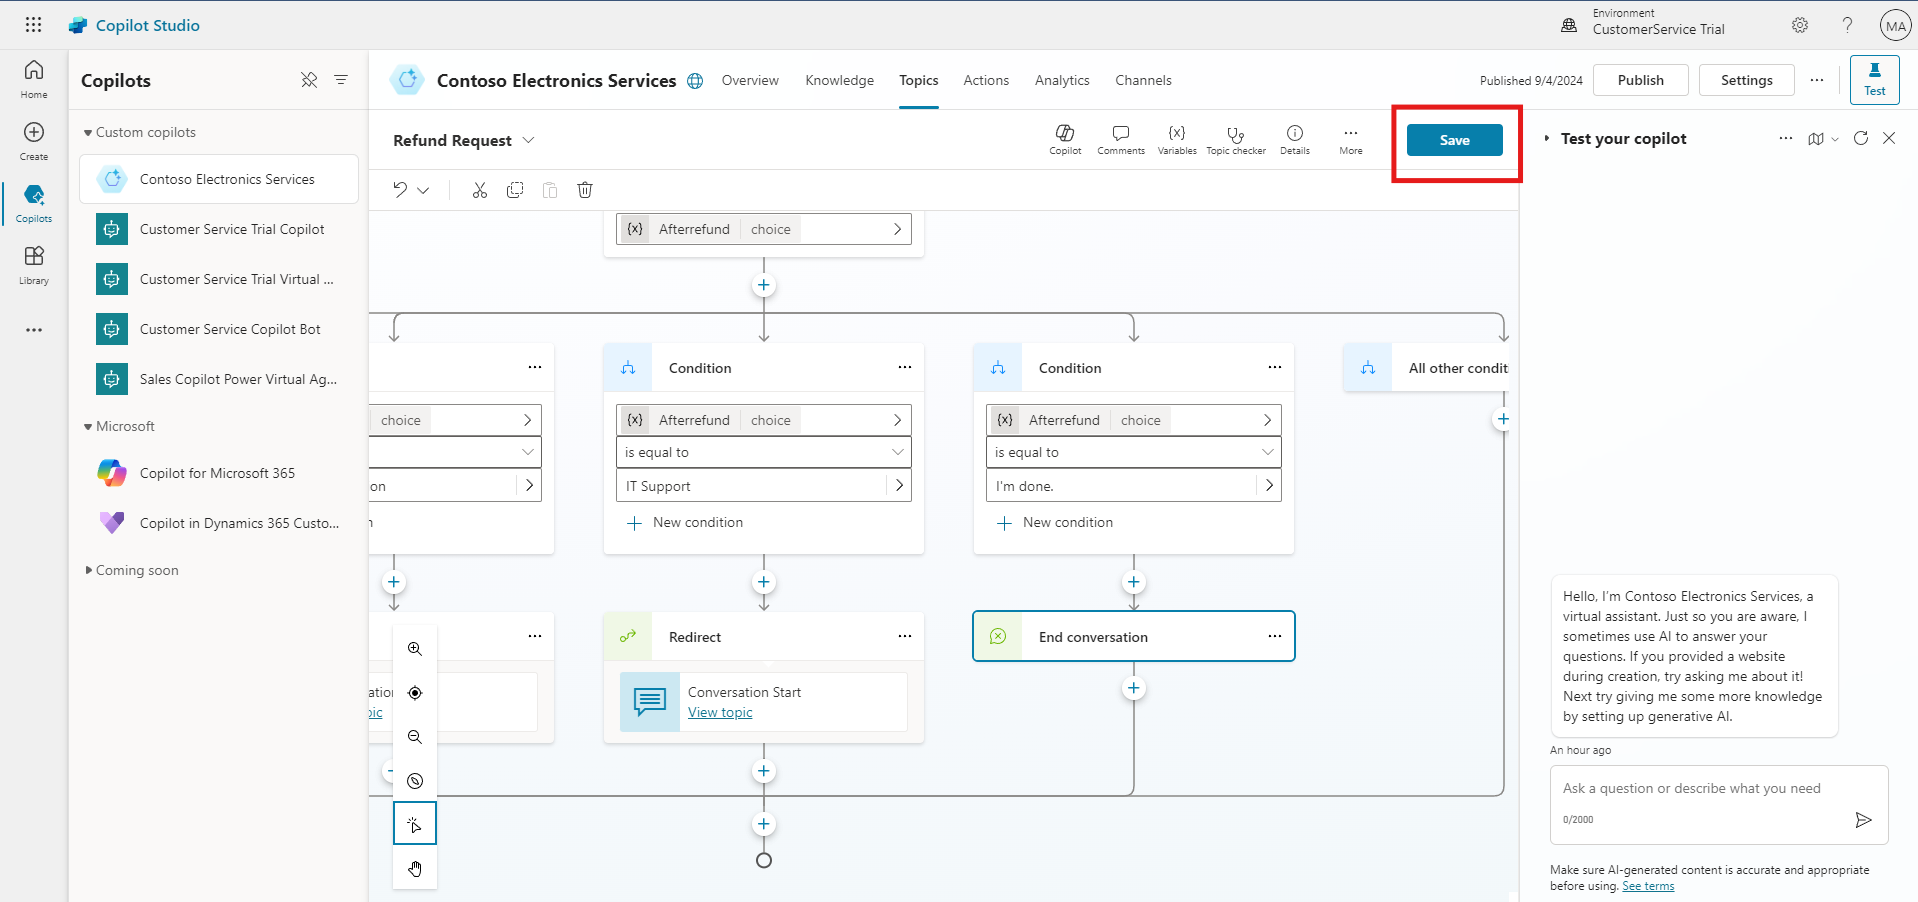 Copilot Studio
Environment
CustomerService Trial
MA
Home
Create
Copilots
Library
Copilots
Custom copilots
Contoso Electronics Services
Customer Service Trial Copilot
Customer Service Trial Virtual ...
Customer Service Copilot Bot
Sales Copilot Power Virtual Ag...
Microsoft
Copilot for Microsoft 365
Copilot in Dynamics 365 Custo...
Coming soon
Contoso Electronics Services
Overview
Knowledge
Topics
Actions
Analytics
Channels
Published 9/4/2024
Publish
Settings
Test
Refund Request
Copilot
Comments
Variables
Topic checker
Details
More
Save
{x} Afterrefund choice
choice
on
Condition
{x} Afterrefund choice
is equal to
IT Support
New condition
Condition
{x} Afterrefund choice
is equal to
I'm done.
New condition
All other condit
Redirect
Conversation Start
View topic
End conversation
Test your copilot
Hello, I'm Contoso Electronics Services, a
virtual assistant. Just so you are aware, I
sometimes use AI to answer your
questions. If you provided a website
during creation, try asking me about it!
Next try giving me some more knowledge
by setting up generative AI.
An hour ago
Ask a question or describe what you need
0/2000
Make sure AI-generated content is accurate and appropriate
before using. See terms